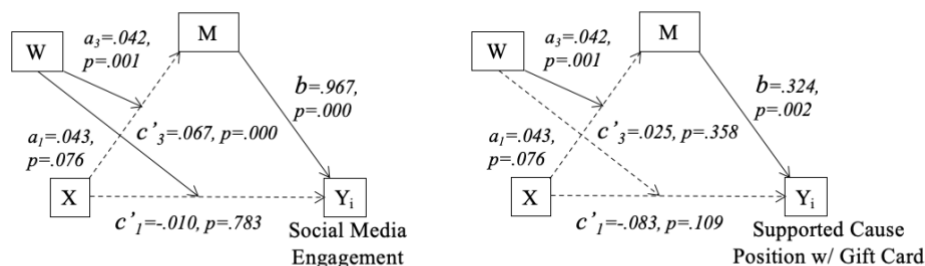 W
M
a₃=.042,
p=.001
b=.967,
p=.000
a₁=.043,
p=.076
c'₃=.067, p=.000
X
Yᵢ
c'₁=-.010, p=.783
Social Media
Engagement
W
M
a₃=.042,
p=.001
b=.324,
p=.002
a₁=.043,
p=.076
c'₃=.025, p=.358
X
Yᵢ
c'₁=-.083, p=.109
Supported Cause
Position w/ Gift Card